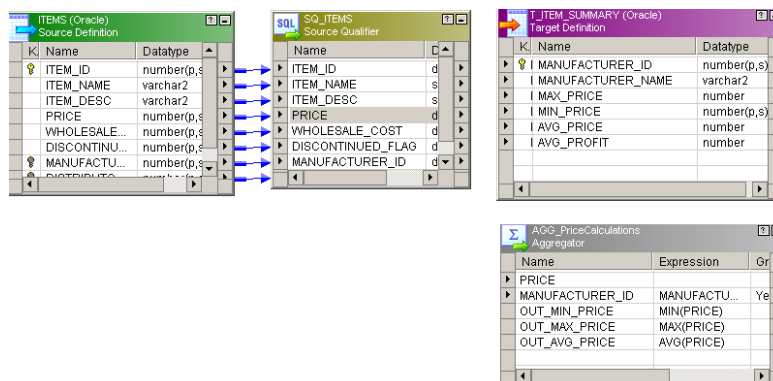 ITEMS (Oracle)
Source Definition
K. Name Datatype
ITEM_ID number(p,s
ITEM_NAME varchar2
ITEM_DESC varchar2
PRICE number(p,s
WHOLESALE... number(p,s
DISCONTINU... number(p,s
MANUFACTU... number(p,s
SQL
SQ_ITEMS
Source Qualifier
Name D
ITEM_ID d
ITEM_NAME s
ITEM_DESC s
PRICE d
WHOLESALE_COST d
DISCONTINUED_FLAG d
MANUFACTURER_ID d
T_ITEM_SUMMARY (Oracle)
Target Definition
K. Name Datatype
MANUFACTURER_ID number(p,s)
MANUFACTURER_NAME varchar2
MAX_PRICE number
MIN_PRICE number(p,s)
AVG_PRICE number
AVG_PROFIT number
Σ
AGG_PriceCalculations
Aggregator
Name Expression Gr
PRICE
MANUFACTURER_ID MANUFACTU... Ye
OUT_MIN_PRICE MIN(PRICE)
OUT_MAX_PRICE MAX(PRICE)
OUT_AVG_PRICE AVG(PRICE)